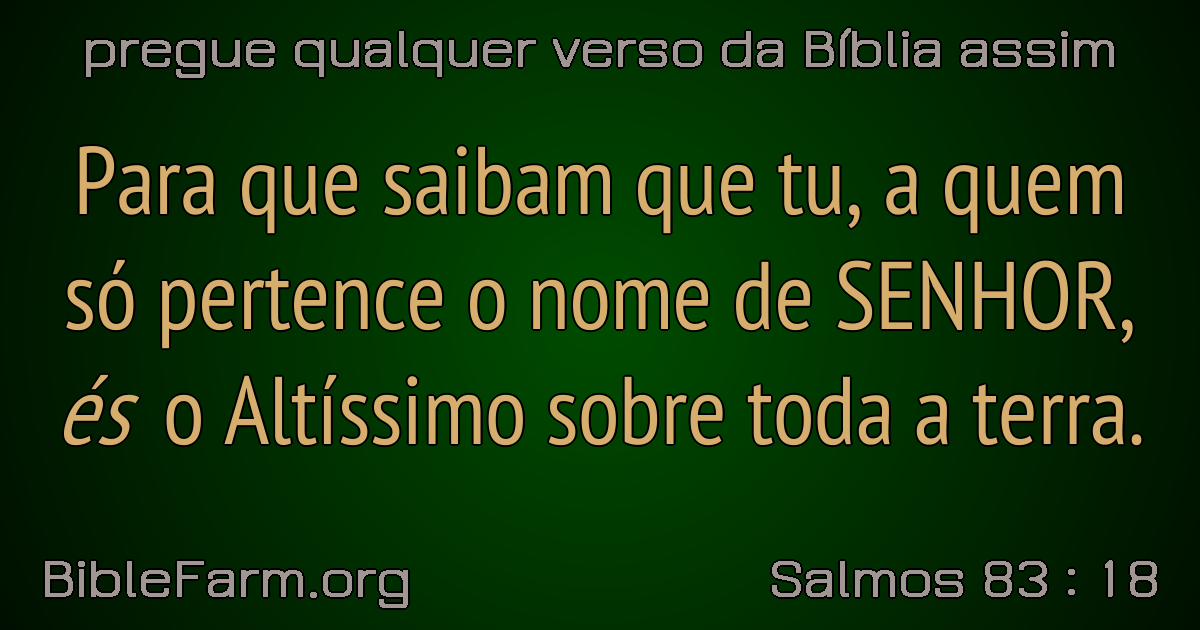 pregue qualquer verso da Bíblia assim
Para que saibam que tu, a quem
só pertence o nome de SENHOR,
és o Altíssimo sobre toda a terra.
BibleFarm.org
Salmos 83 : 18